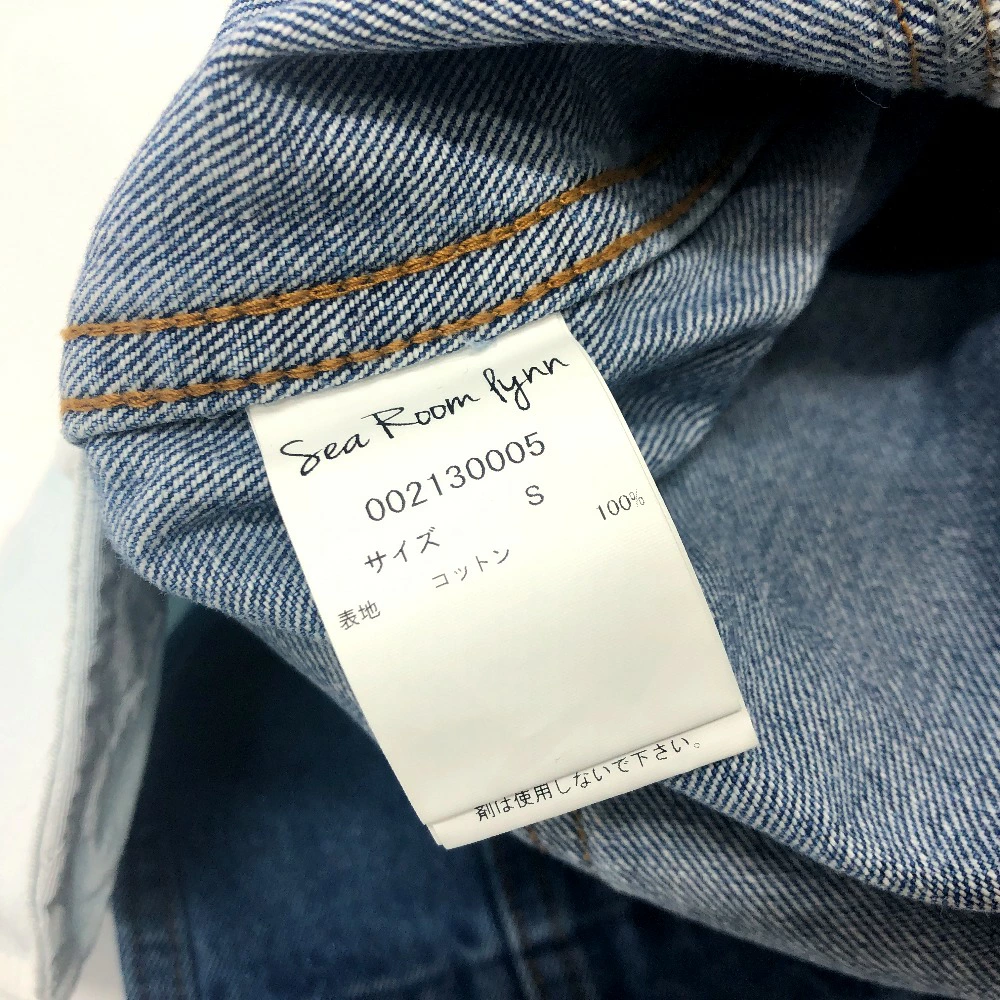 Sea Room lynn
002130005
サイズ S
表地 コットン 100%
剤は使用しないで下さい。